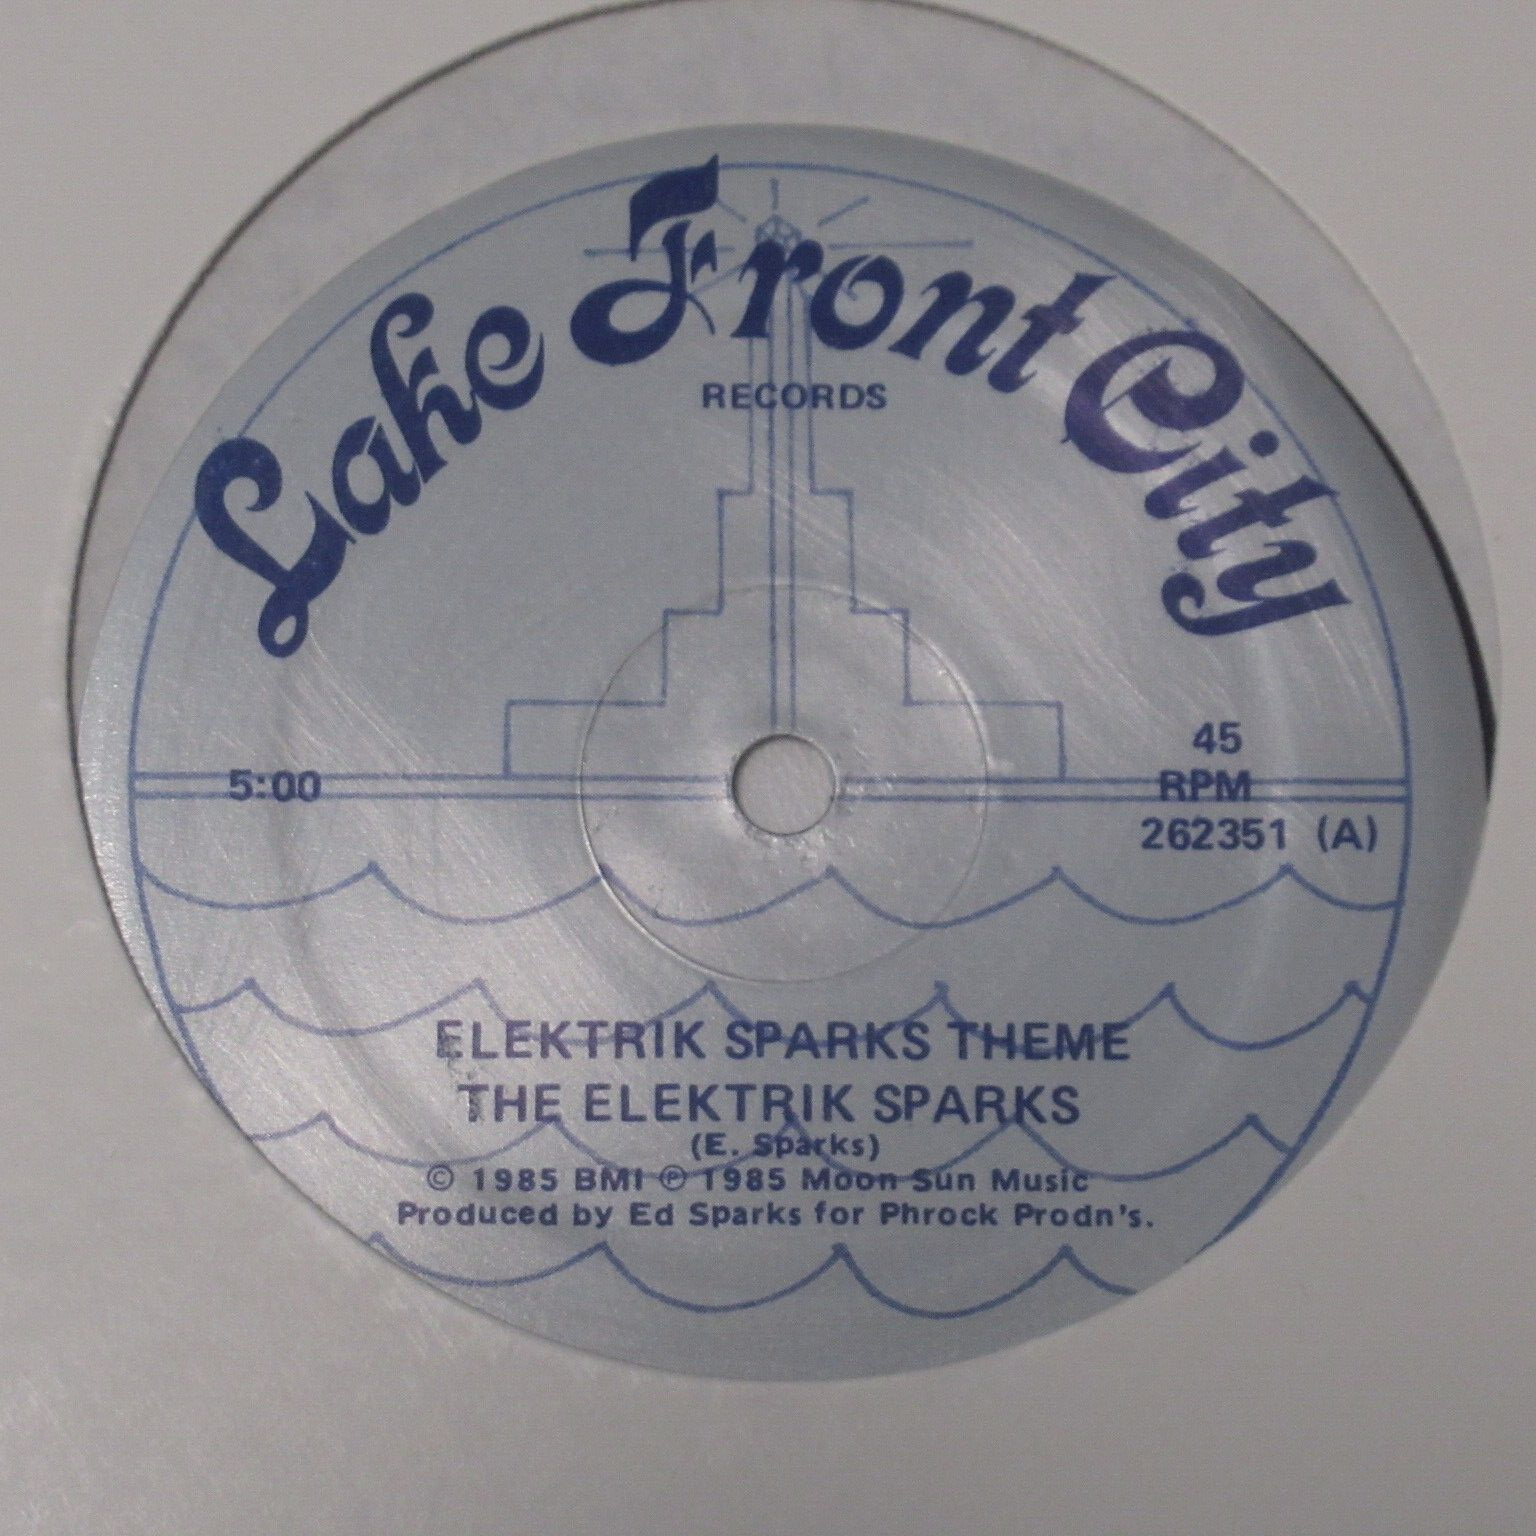 Lake Front City
RECORDS
5:00
45
RPM
262351 (A)
ELEKTRIK SPARKS THEME
THE ELEKTRIK SPARKS
(E. Sparks)
© 1985 BMI ℗ 1985 Moon Sun Music
Produced by Ed Sparks for Phrock Prodn's.